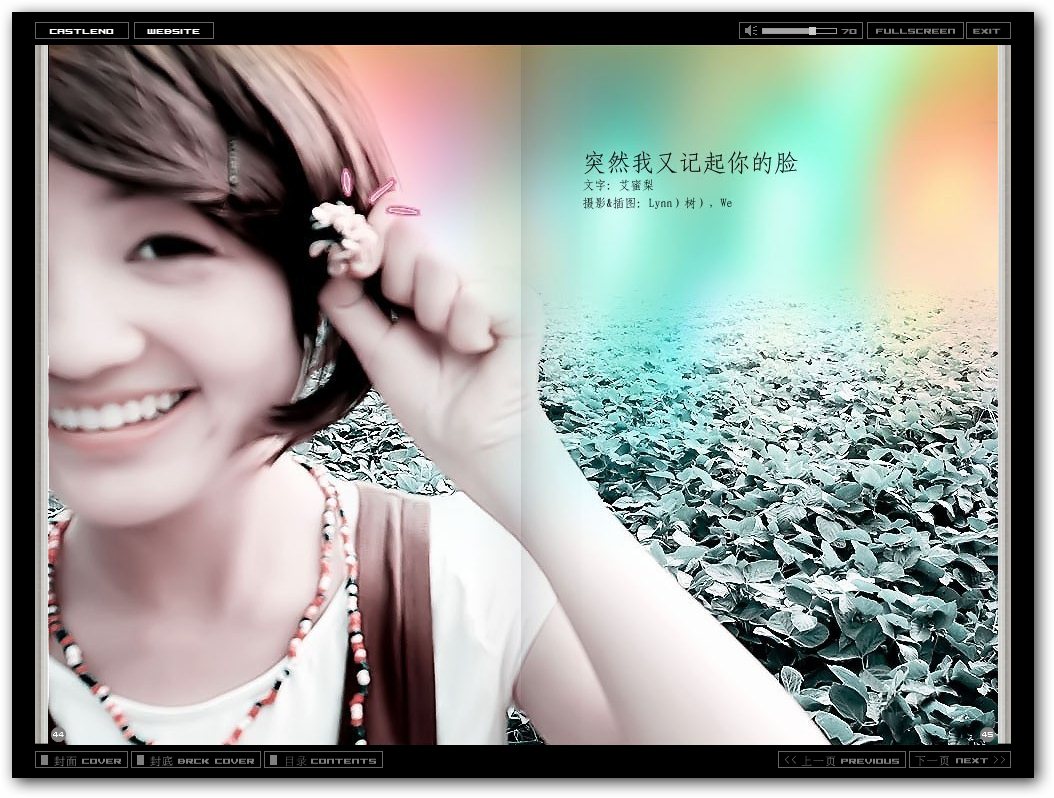 CASTLENO WEBSITE 70 FULLSCREEN EXIT
突然我又记起你的脸
文字: 艾蜜梨
摄影&插图: Lynn)树), We
44 45
封面 COVER 封底 BACK COVER 目录 CONTENTS << 上一页 PREVIOUS 下一页 NEXT >>